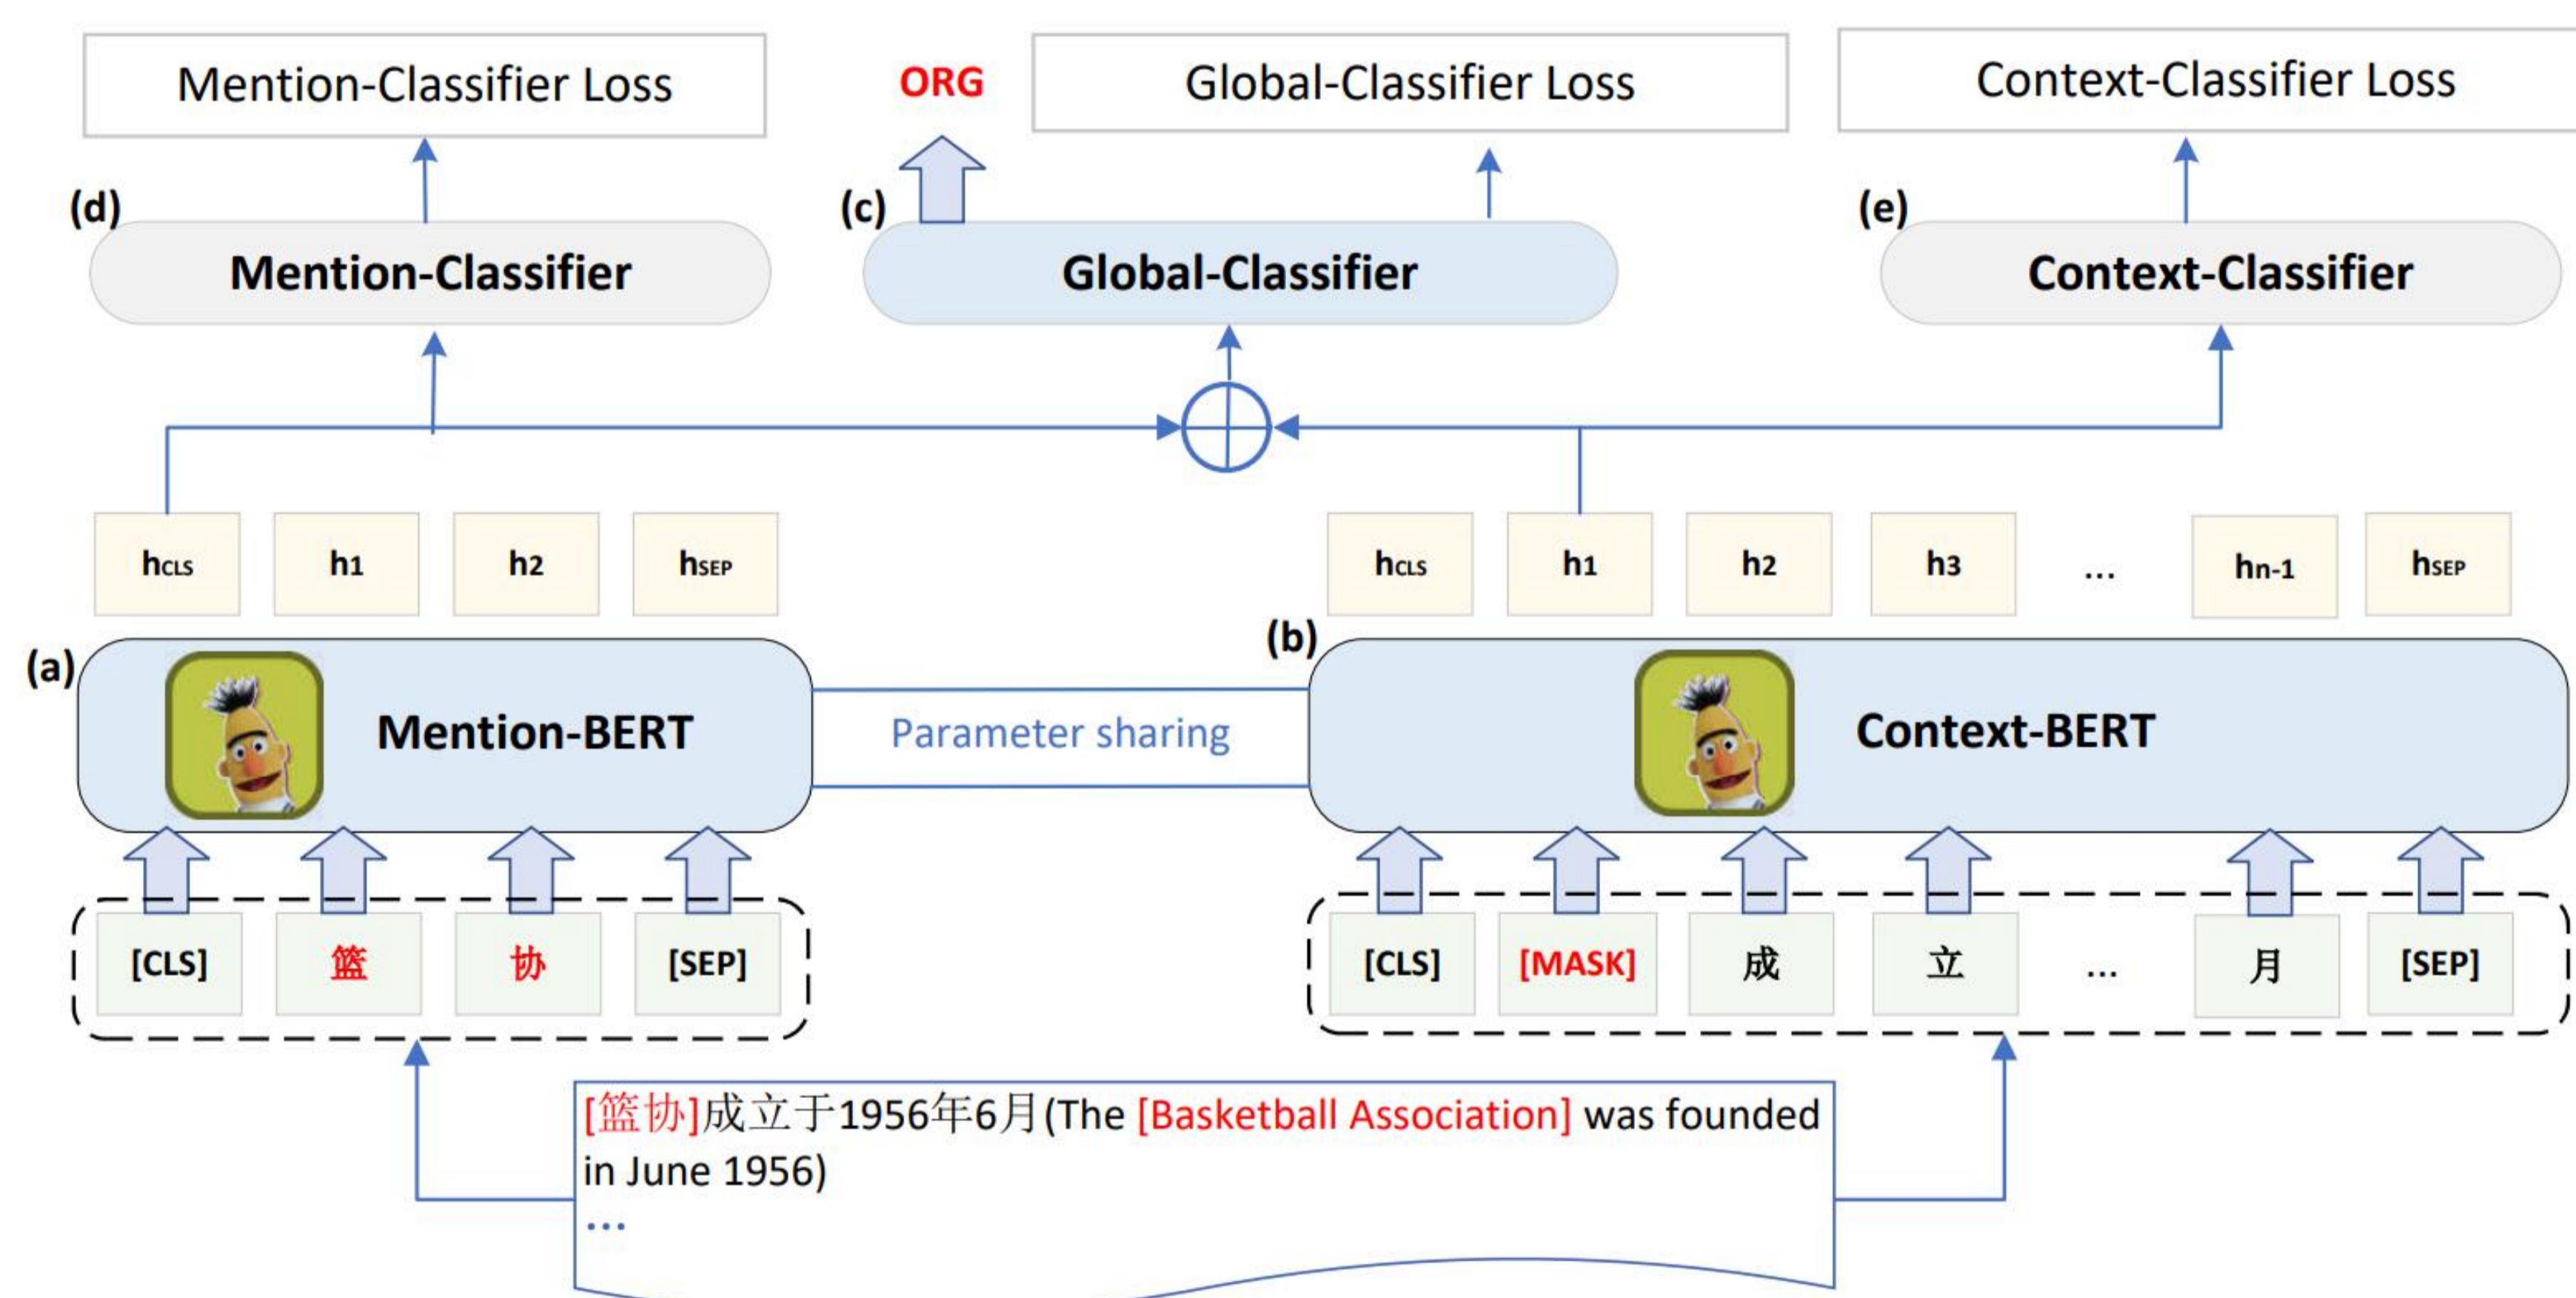 Mention-Classifier Loss
ORG
Global-Classifier Loss
Context-Classifier Loss
(d)
(c)
(e)
Mention-Classifier
Global-Classifier
Context-Classifier
hCLS h1 h2 hSEP
hCLS h1 h2 h3 ... hn-1 hSEP
(a)
(b)
Mention-BERT
Parameter sharing
Context-BERT
[CLS] 篮 协 [SEP]
[CLS] [MASK] 成 立 ... 月 [SEP]
[篮协]成立于1956年6月(The [Basketball Association] was founded
in June 1956)
...